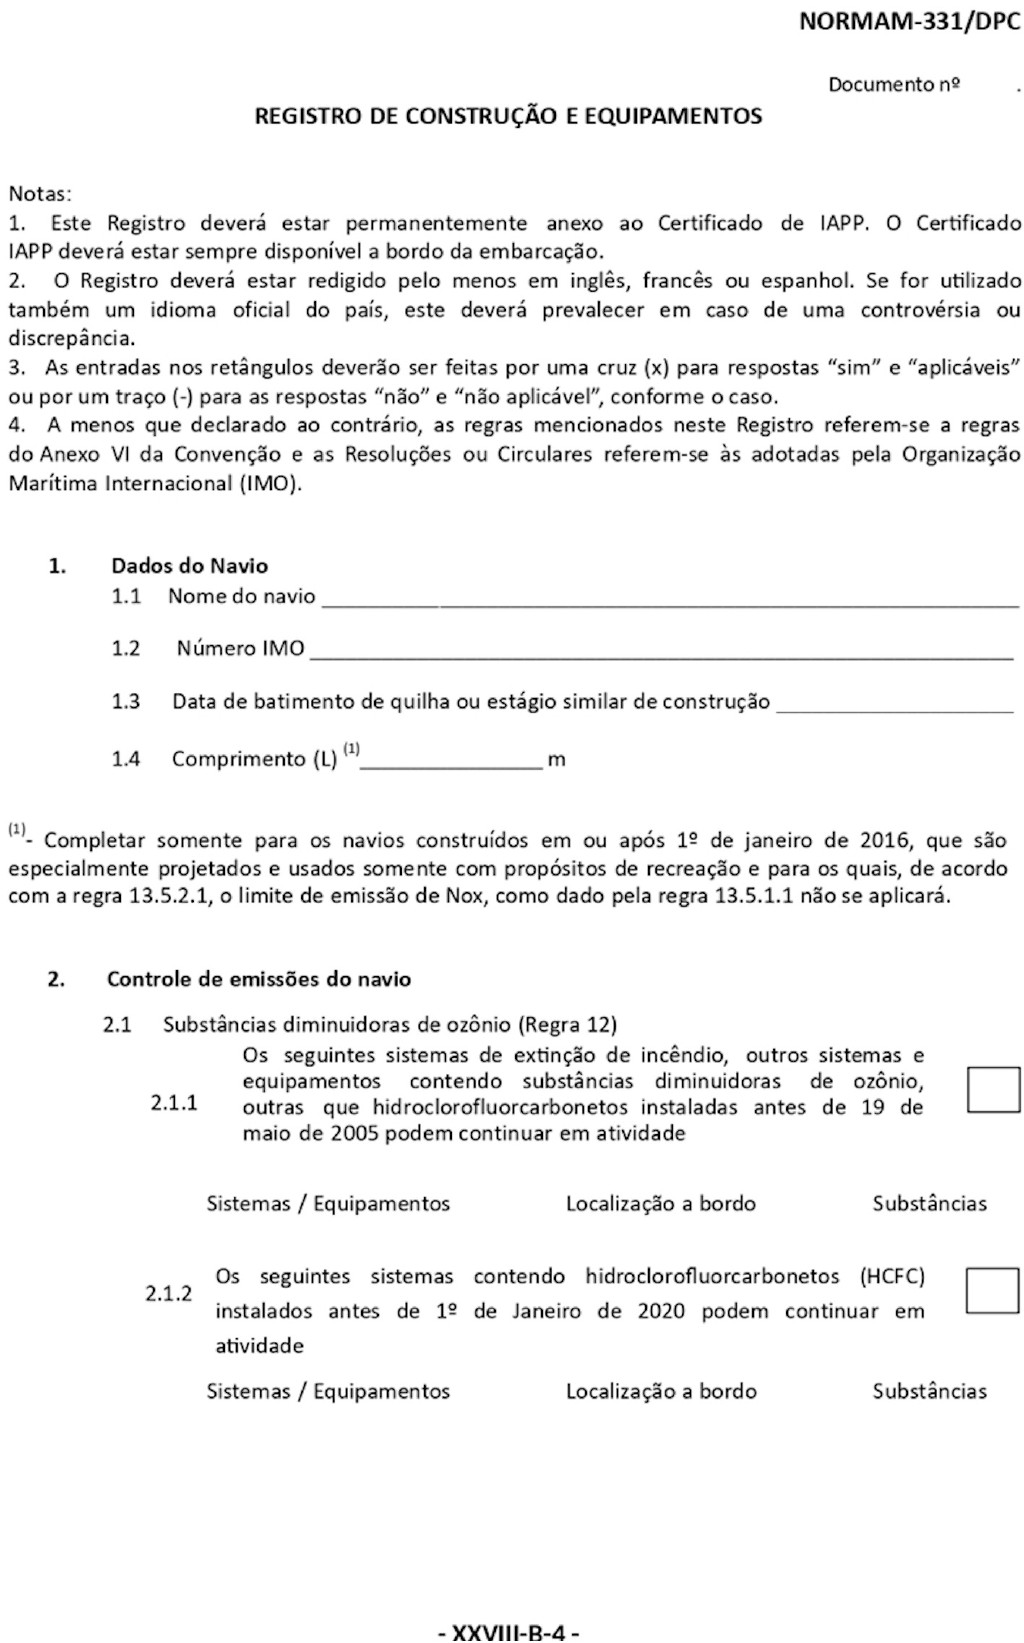 NORMAM-331/DPC
Documento nº .
REGISTRO DE CONSTRUÇÃO E EQUIPAMENTOS
Notas:
1. Este Registro deverá estar permanentemente anexo ao Certificado de IAPP. O Certificado
IAPP deverá estar sempre disponível a bordo da embarcação.
2. O Registro deverá estar redigido pelo menos em inglês, francês ou espanhol. Se for utilizado
também um idioma oficial do país, este deverá prevalecer em caso de uma controvérsia ou
discrepância.
3. As entradas nos retângulos deverão ser feitas por uma cruz (x) para respostas “sim” e “aplicáveis”
ou por um traço (-) para as respostas “não” e “não aplicável”, conforme o caso.
4. A menos que declarado ao contrário, as regras mencionados neste Registro referem-se a regras
do Anexo VI da Convenção e as Resoluções ou Circulares referem-se às adotadas pela Organização
Marítima Internacional (IMO).
1. Dados do Navio
1.1 Nome do navio
1.2 Número IMO
1.3 Data de batimento de quilha ou estágio similar de construção
1.4 Comprimento (L) (1) m
(1)- Completar somente para os navios construídos em ou após 1º de janeiro de 2016, que são
especialmente projetados e usados somente com propósitos de recreação e para os quais, de acordo
com a regra 13.5.2.1, o limite de emissão de Nox, como dado pela regra 13.5.1.1 não se aplicará.
2. Controle de emissões do navio
2.1 Substâncias diminuidoras de ozônio (Regra 12)
Os seguintes sistemas de extinção de incêndio, outros sistemas e
equipamentos contendo substâncias diminuidoras de ozônio,
2.1.1 outras que hidroclorofluorcarbonetos instaladas antes de 19 de
maio de 2005 podem continuar em atividade
Sistemas / Equipamentos Localização a bordo Substâncias
2.1.2 Os seguintes sistemas contendo hidroclorofluorcarbonetos (HCFC)
instalados antes de 1º de Janeiro de 2020 podem continuar em
atividade
Sistemas / Equipamentos Localização a bordo Substâncias
- XXVIII-B-4 -